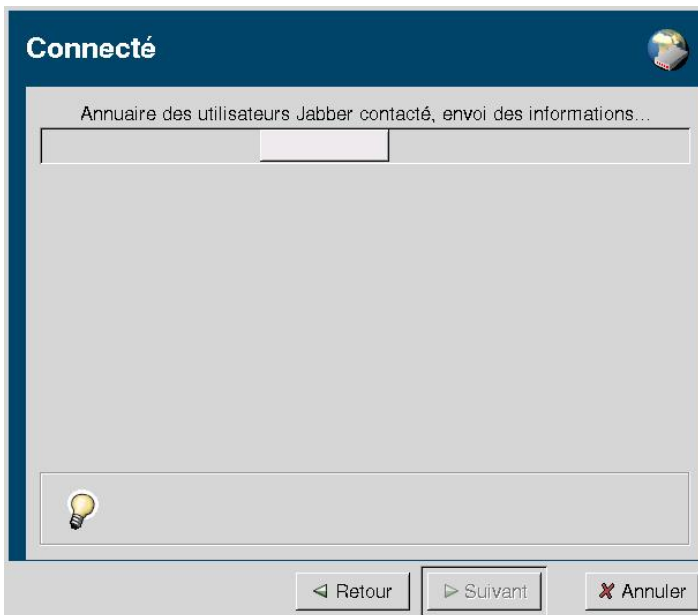 Connecté
Annuaire des utilisateurs Jabber contacté, envoi des informations...
Retour
Suivant
Annuler